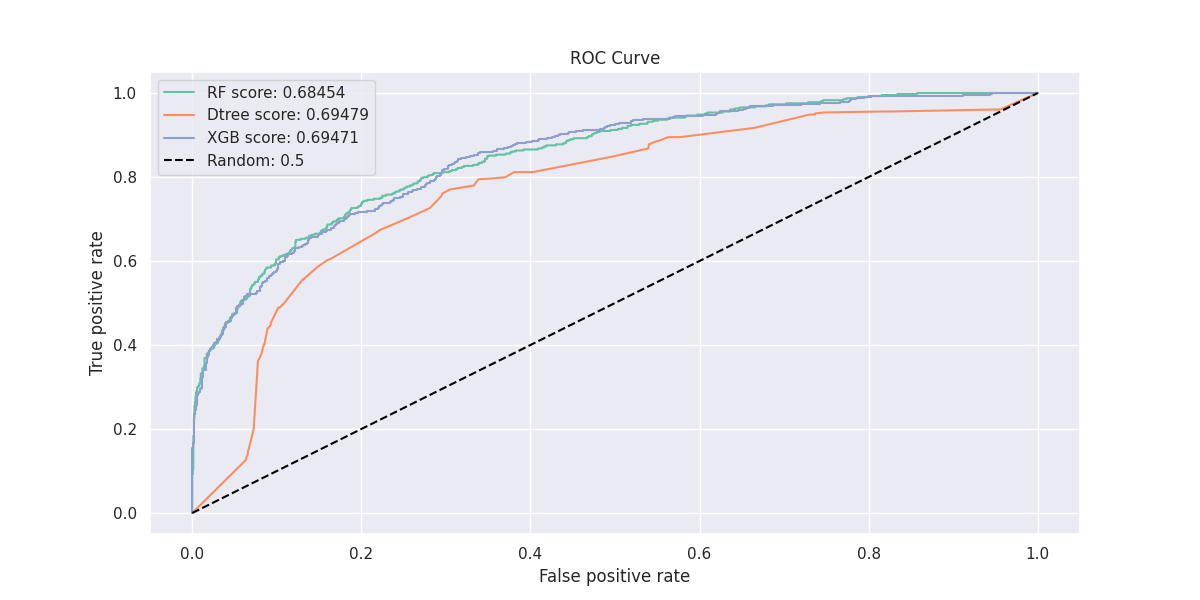 ROC Curve
RF score: 0.68454
Dtree score: 0.69479
XGB score: 0.69471
Random: 0.5
True positive rate
1.0
0.8
0.6
0.4
0.2
0.0
0.0 0.2 0.4 0.6 0.8 1.0
False positive rate